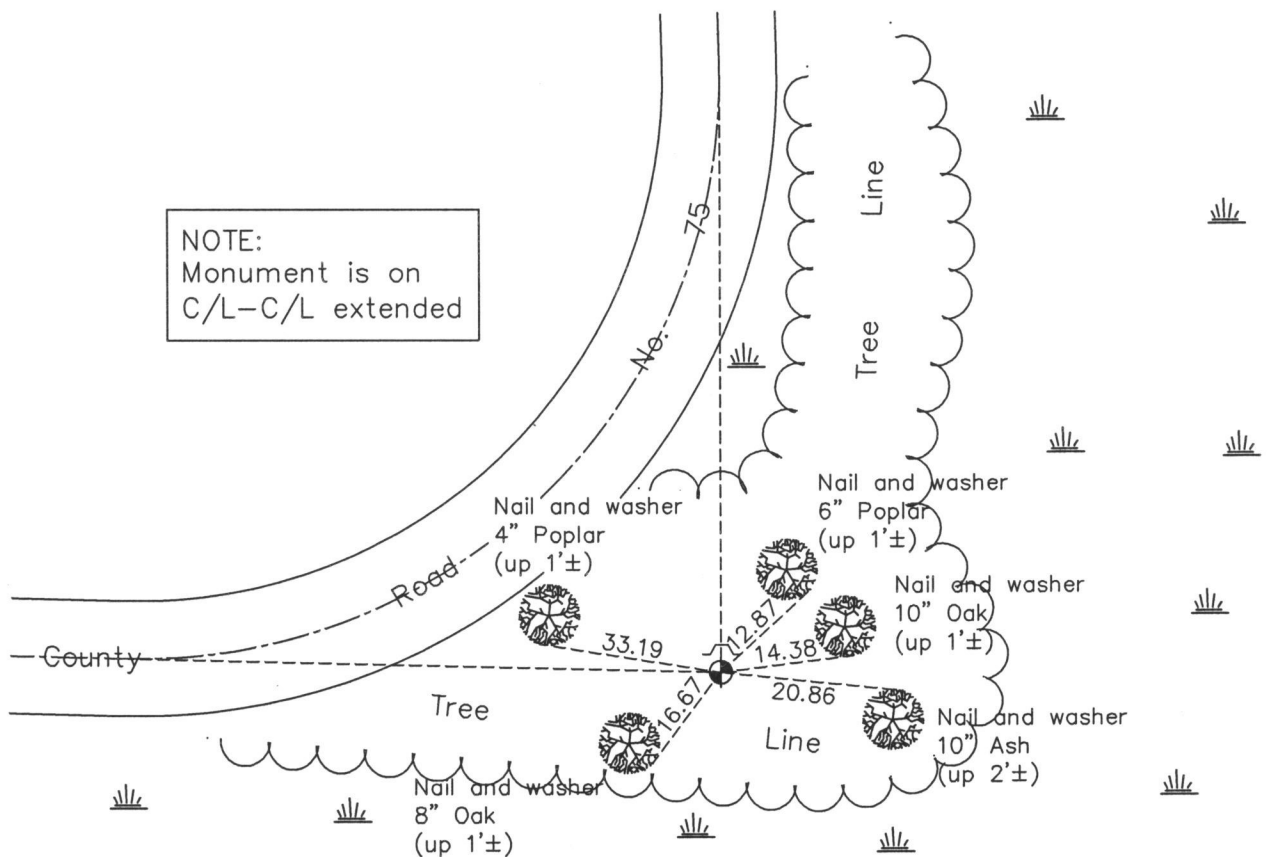 NOTE:
Monument is on
C/L-C/L extended
75
No.
Road
County
Line
Tree
Nail and washer
4" Poplar
(up 1'±)
Nail and washer
6" Poplar
(up 1'±)
Nail and washer
10" Oak
(up 1'±)
33.19
12.87
14.38
20.86
16.67
Tree
Line
Nail and washer
10" Ash
(up 2'±)
Nail and washer
8" Oak
(up 1'±)